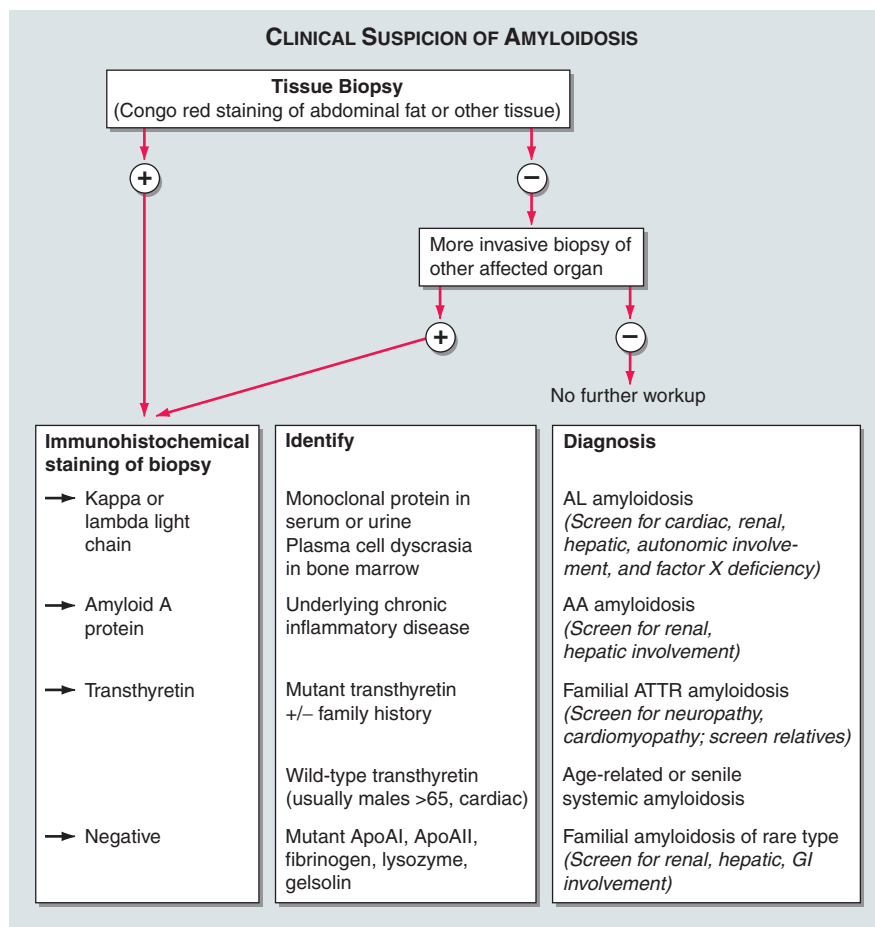 CLINICAL SUSPICION OF AMYLOIDOSIS
Tissue Biopsy
(Congo red staining of abdominal fat or other tissue)
+
−
More invasive biopsy of
other affected organ
+
−
No further workup
Immunohistochemical
staining of biopsy
Kappa or
lambda light
chain
Amyloid A
protein
Transthyretin
Negative
Identify
Monoclonal protein in
serum or urine
Plasma cell dyscrasia
in bone marrow
Underlying chronic
inflammatory disease
Mutant transthyretin
+/− family history
Wild-type transthyretin
(usually males >65, cardiac)
Mutant ApoAI, ApoAII,
fibrinogen, lysozyme,
gelsolin
Diagnosis
AL amyloidosis
(Screen for cardiac, renal,
hepatic, autonomic involve-
ment, and factor X deficiency)
AA amyloidosis
(Screen for renal,
hepatic involvement)
Familial ATTR amyloidosis
(Screen for neuropathy,
cardiomyopathy; screen relatives)
Age-related or senile
systemic amyloidosis
Familial amyloidosis of rare type
(Screen for renal, hepatic, GI
involvement)